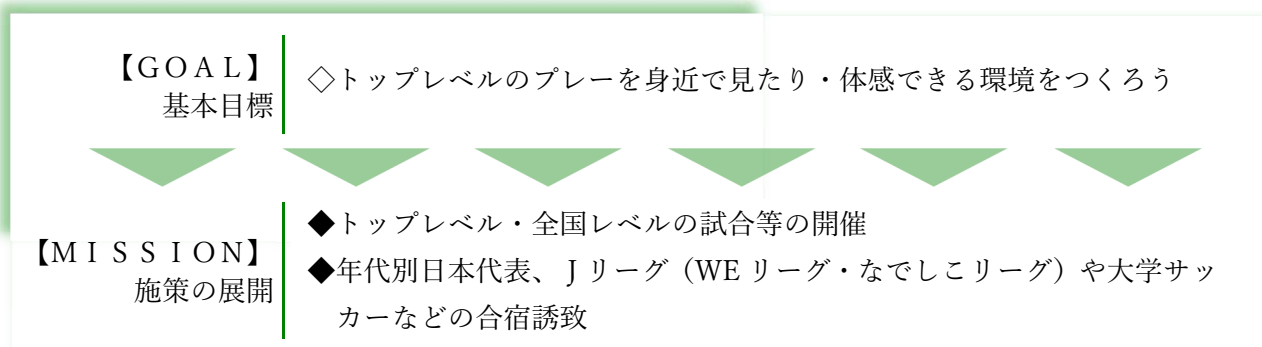 【ＧＯＡＬ】
基本目標
◇トップレベルのプレーを身近で見たり・体感できる環境をつくろう
【ＭＩＳＳＩＯＮ】
施策の展開
◆トップレベル・全国レベルの試合等の開催
◆年代別日本代表、Ｊリーグ（WE リーグ・なでしこリーグ）や大学サッ
カーなどの合宿誘致